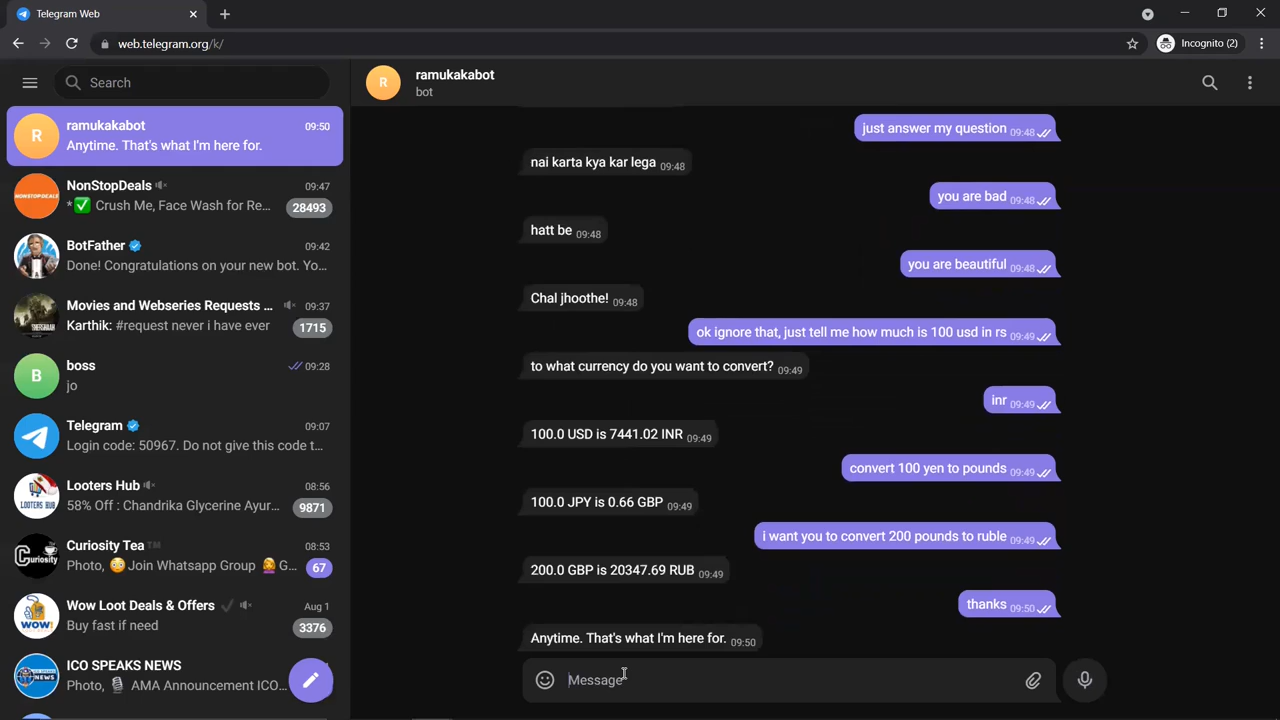 Telegram Web
web.telegram.org/k/
Incognito (2)
Search
R
ramukakabot
09:50
Anytime. That's what I'm here for.
NONSTOPDEALS
NonStopDeals
09:47
*✅ Crush Me, Face Wash for Re...
28493
BotFather
09:42
Done! Congratulations on your new bot. Yo...
Movies and Webseries Requests ...
09:37
Karthik: #request never i have ever
1715
B
boss
09:28
jo
Telegram
09:07
Login code: 50967. Do not give this code t...
LOOTERS HUB
Looters Hub
08:56
58% Off : Chandrika Glycerine Ayur...
9871
Curiosity
Curiosity Tea™
08:53
Photo, 😳Join Whatsapp Group 🤷‍♀️G...
67
WOW!
Wow Loot Deals & Offers ✔
Aug 1
Buy fast if need
3376
NEWS
ICO SPEAKS NEWS
Photo, 🎙 AMA Announcement ICO...
R
ramukakabot
bot
just answer my question 09:48
nai karta kya kar lega 09:48
you are bad 09:48
hatt be 09:48
you are beautiful 09:48
Chal jhoothe! 09:48
ok ignore that, just tell me how much is 100 usd in rs 09:49
to what currency do you want to convert? 09:49
inr 09:49
100.0 USD is 7441.02 INR 09:49
convert 100 yen to pounds 09:49
100.0 JPY is 0.66 GBP 09:49
i want you to convert 200 pounds to ruble 09:49
200.0 GBP is 20347.69 RUB 09:49
thanks 09:50
Anytime. That's what I'm here for. 09:50
Message